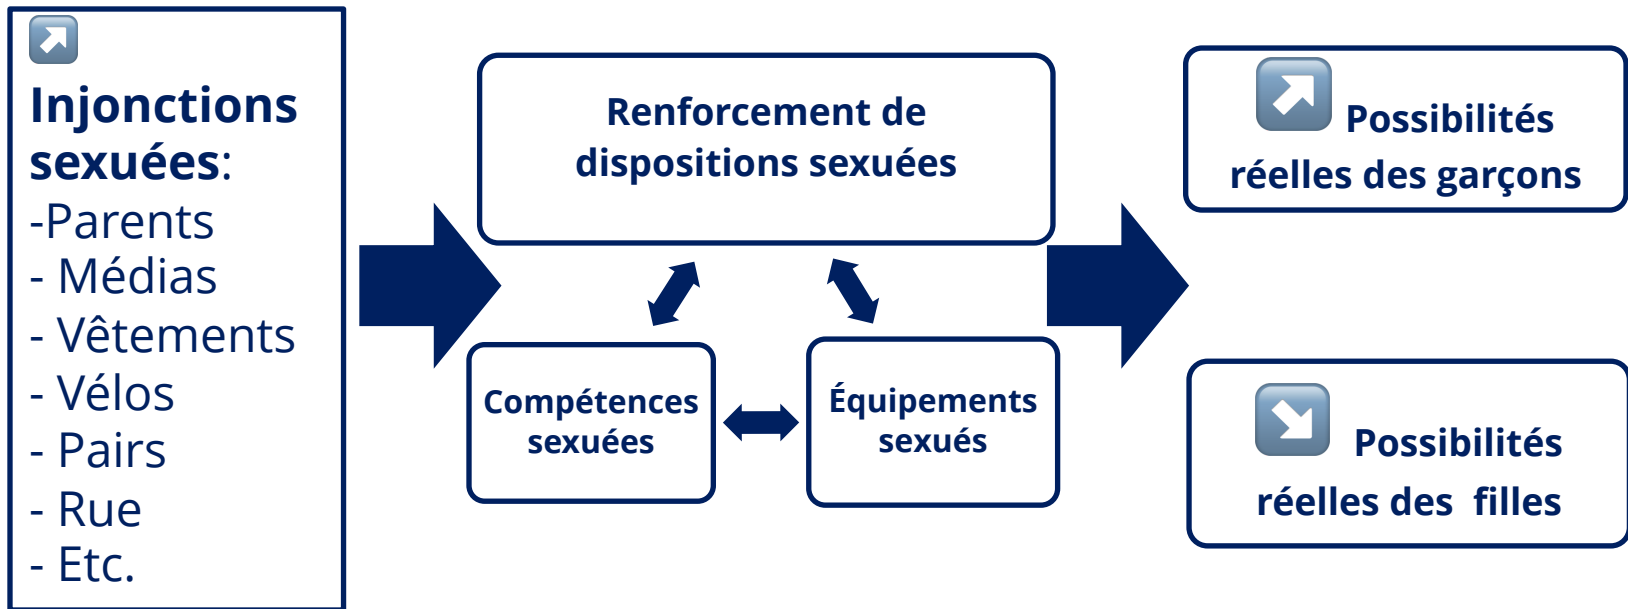 Injonctions
sexuées:
-Parents
- Médias
- Vêtements
- Vélos
- Pairs
- Rue
- Etc.
Renforcement de
dispositions sexuées
Compétences
sexuées
Équipements
sexués
Possibilités
réelles des garçons
Possibilités
réelles des  filles